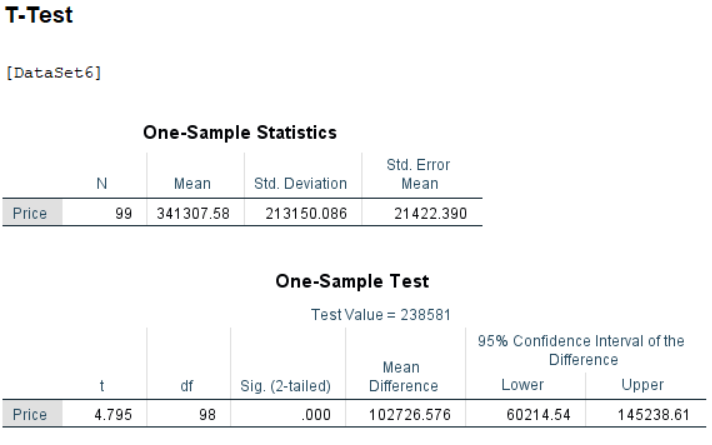 T-Test
[DataSet6]
One-Sample Statistics
N Mean Std. Deviation Std. Error Mean
Price 99 341307.58 213150.086 21422.390
One-Sample Test
Test Value = 238581
t df Sig. (2-tailed) Mean Difference 95% Confidence Interval of the Difference
Lower Upper
Price 4.795 98 .000 102726.576 60214.54 145238.61